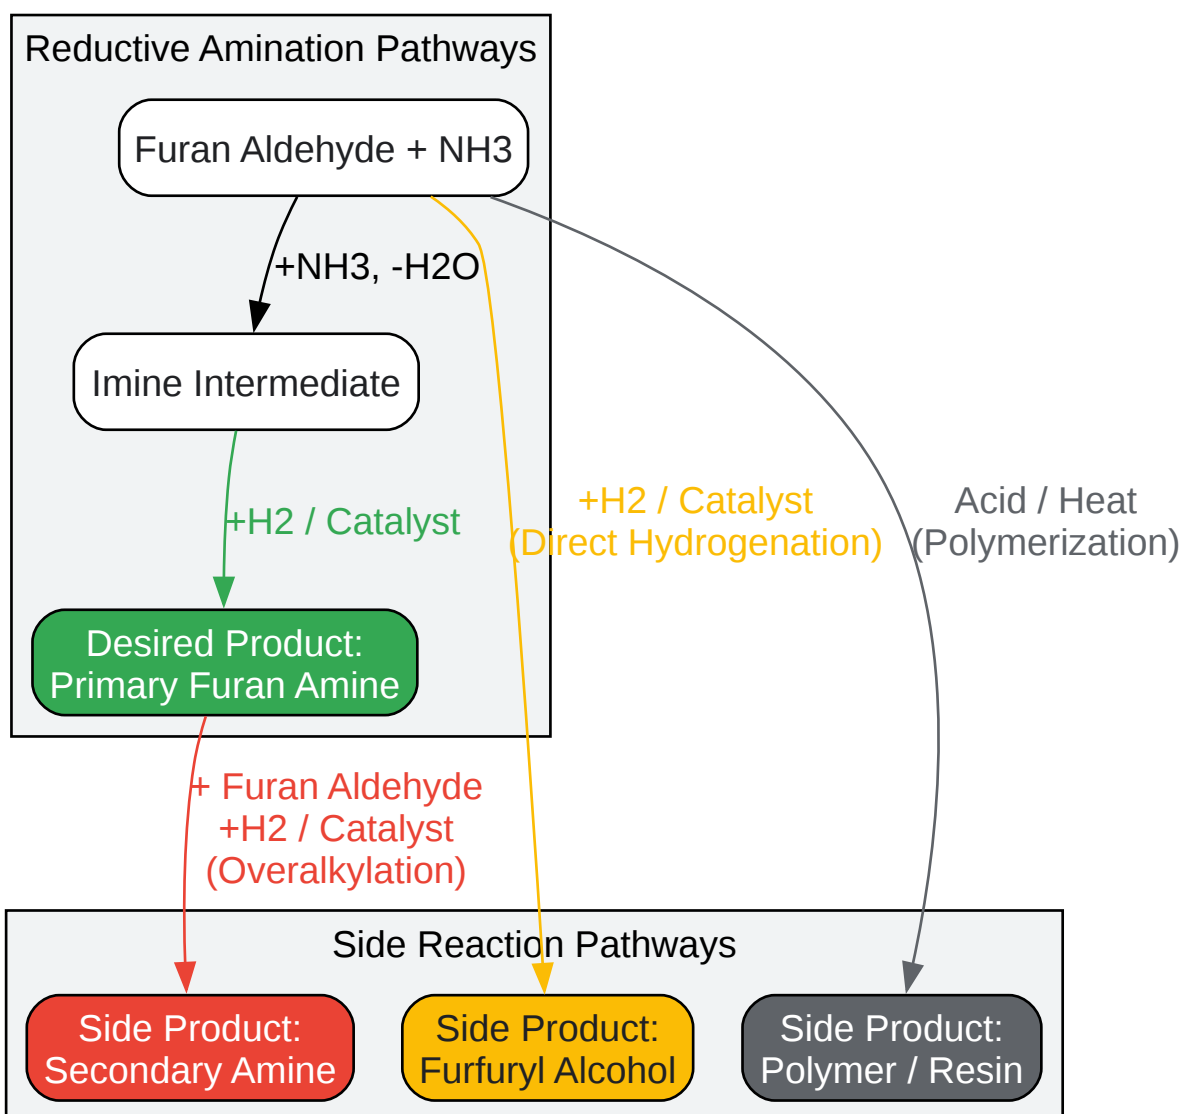 Reductive Amination Pathways
Furan Aldehyde + NH3
+NH3, -H2O
Imine Intermediate
+H2 / Catalyst
+H2 / Catalyst
(Direct Hydrogenation)
Acid / Heat
(Polymerization)
Desired Product:
Primary Furan Amine
+ Furan Aldehyde
+H2 / Catalyst
(Overalkylation)
Side Reaction Pathways
Side Product:
Secondary Amine
Side Product:
Furfuryl Alcohol
Side Product:
Polymer / Resin